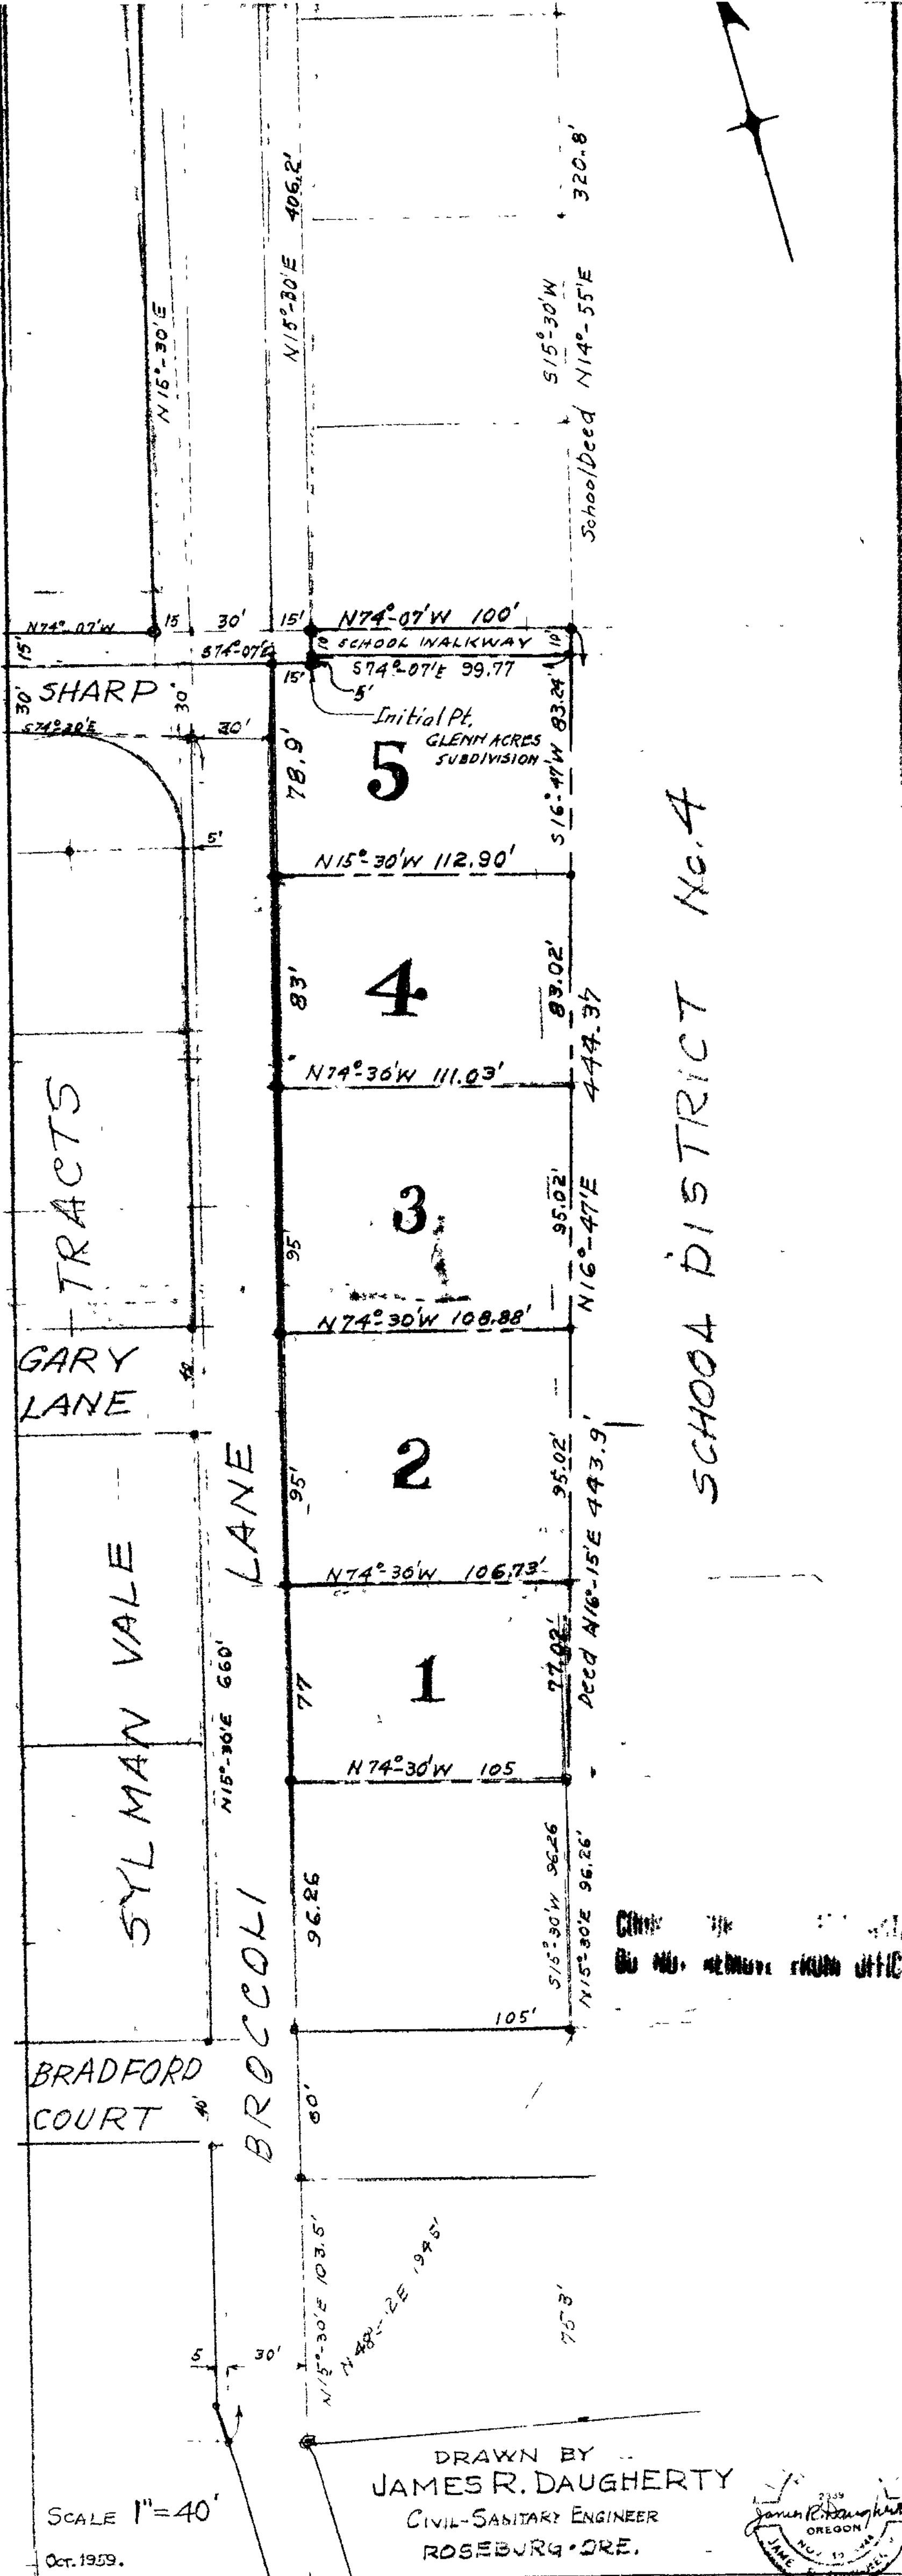 N15°-30'E
N15°-30'E 406.2'
S15°-30'W 320.8'
School Deed N14°-55'E
N74°-07'W
15
30'
15'
N74°-07'W 100'
15'
S74°-07'E
10
SCHOOL WALKWAY
10'
15'
S74°-07'E 99.77
5'
30'
SHARP
30'
S74°-30'E
30'
Initial Pt.
GLENN ACRES
SUBDIVISION
78.9'
5
S16°-47'W 83.24'
5'
N15°-30'W 112.90'
83'
4
83.02'
N16°-47'E 444.37
N74°-30'W 111.03'
95'
3
95.02'
N74°-30'W 108.88'
TRACTS
GARY
LANE
95'
2
95.02'
Deed N16°-15'E 443.9'
N74°-30'W 106.73'
SCHOOL DISTRICT No. 4
SYLMAN VALE
N15°-30'E 660'
BROCCOLI LANE
77
1
77.02'
N74°-30'W 105
96.26
S15°-30'W 96.26
N15°-30'E 96.26'
105'
BRADFORD
COURT
40'
60'
N15°-30'E 103.5'
5
30'
SCALE 1"=40'
OCT. 1959.
DRAWN BY
JAMES R. DAUGHERTY
CIVIL-SANITARY ENGINEER
ROSEBURG·ORE.
James R. Daugherty
OREGON